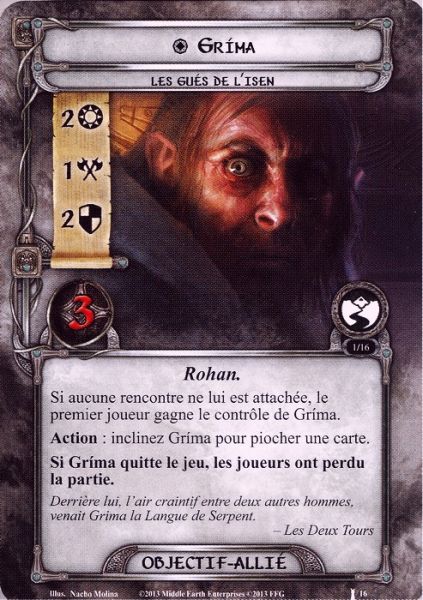 Gríma
LES GUÉS DE L'ISEN
2
1
2
3
1/16
Rohan.
Si aucune rencontre ne lui est attachée, le
premier joueur gagne le contrôle de Gríma.
Action : inclinez Gríma pour piocher une carte.
Si Gríma quitte le jeu, les joueurs ont perdu
la partie.
Derrière lui, l'air craintif entre deux autres hommes,
venait Grima la Langue de Serpent.
– Les Deux Tours
OBJECTIF-ALLIÉ
Illus. Nacho Molina ©2013 Middle Earth Enterprises ©2013 FFG 16